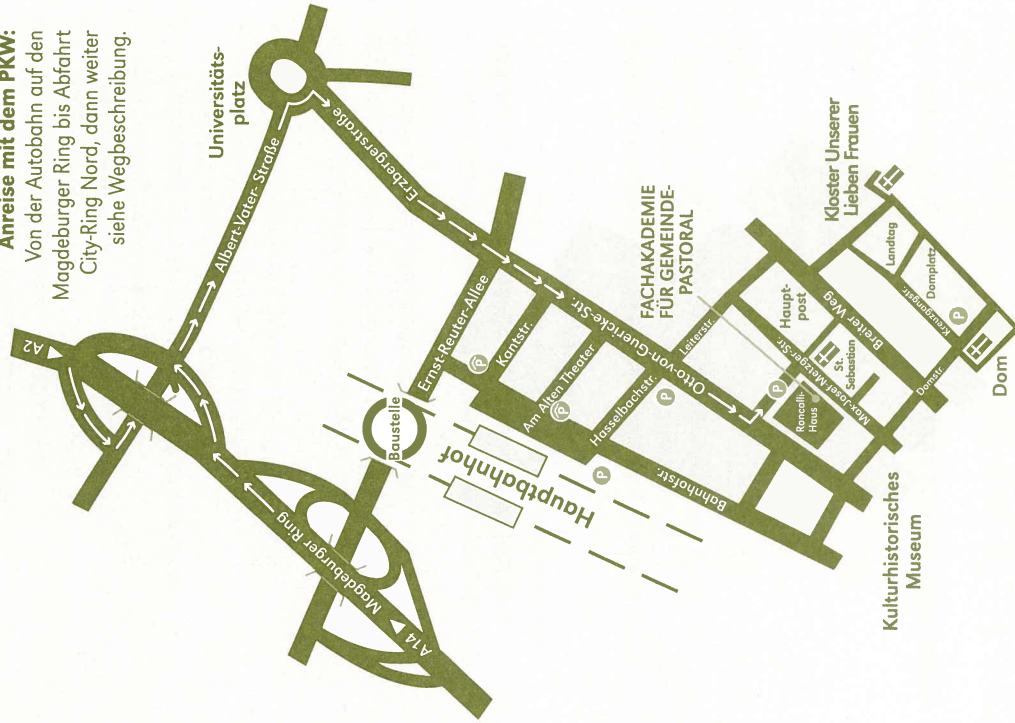 Anreise mit dem PKW:
Von der Autobahn auf den
Magdeburger Ring bis Abfahrt
City-Ring Nord, dann weiter
siehe Wegbeschreibung.
Universitäts-
platz
Albert-Vater-Straße
Erzbergerstraße
A2
Magdeburger Ring
A14
Baustelle
Ernst-Reuter-Allee
Kantstr.
Am Alten Theater
Hasselbachstr.
Otto-von-Guericke-Str.
Hauptbahnhof
Bahnhofstr.
P
P
P
P
P
P
FACHAKADEMIE
FÜR GEMEINDE-
PASTORAL
Leiterstr.
Haupt-
post
Max-Josef-Metzger-Str.
St.
Sebastian
Roncalli-
Haus
Breiter Weg
Kloster Unserer
Lieben Frauen
Landtag
Domplatz
Kreuzgangstr.
Domstr.
Dom
Kulturhistorisches
Museum